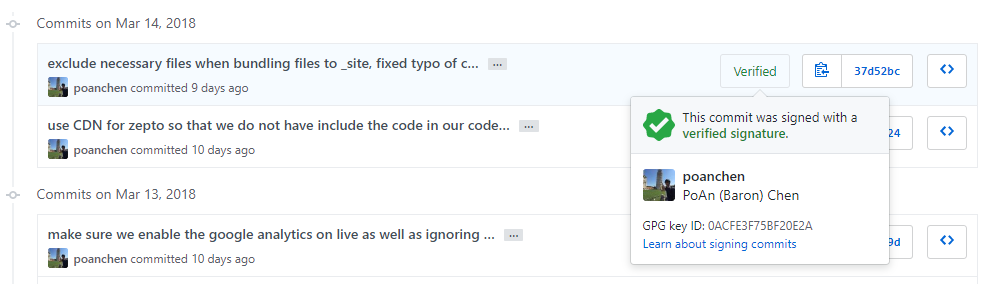 Commits on Mar 14, 2018
exclude necessary files when bundling files to _site, fixed typo of c... ...
Verified
37d52bc
poanchen committed 9 days ago
This commit was signed with a
verified signature.
use CDN for zepto so that we do not have include the code in our code... ...
24
poanchen committed 10 days ago
poanchen
PoAn (Baron) Chen
Commits on Mar 13, 2018
GPG key ID: 0ACFE3F75BF20E2A
Learn about signing commits
make sure we enable the google analytics on live as well as ignoring ... ...
9d
poanchen committed 10 days ago